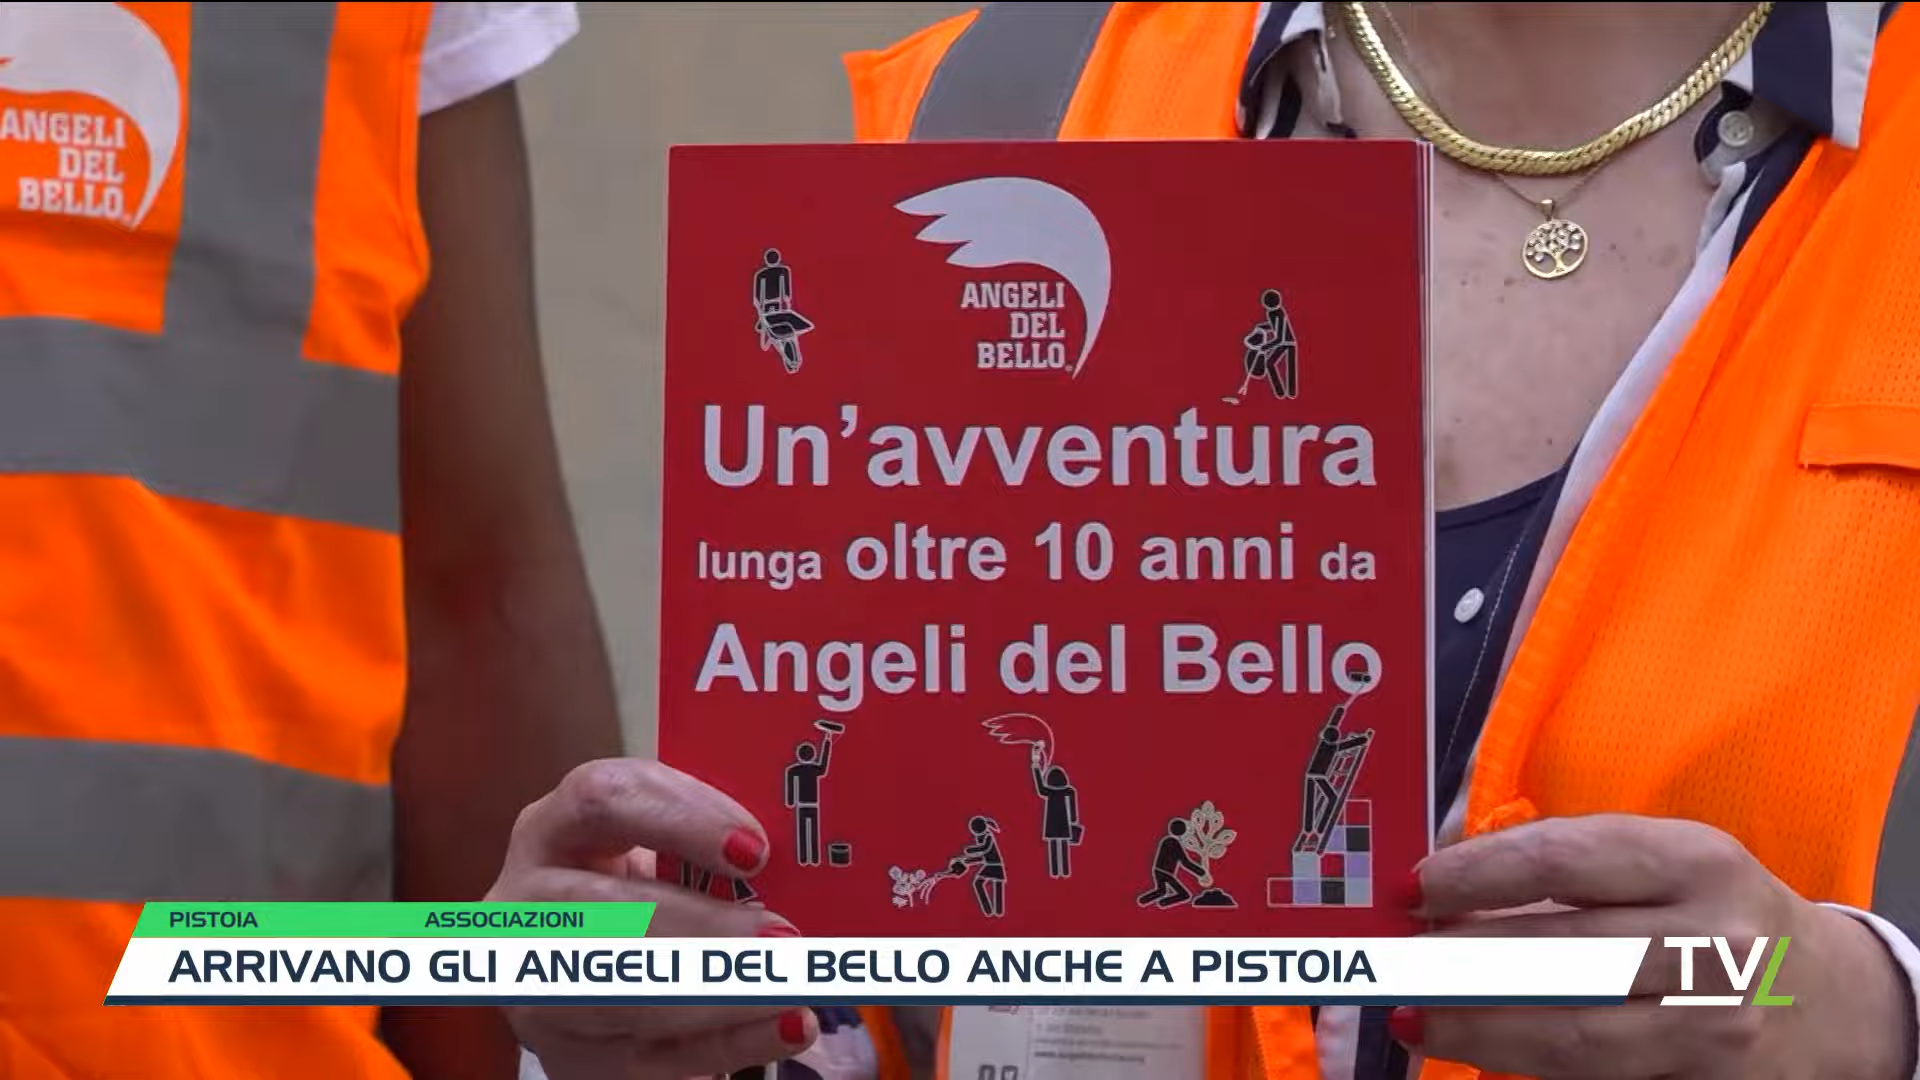 ANGELI
DEL
BELLO
ANGELI
DEL
BELLO
Un'avventura
lunga oltre 10 anni da
Angeli del Bello
PISTOIA ASSOCIAZIONI
ARRIVANO GLI ANGELI DEL BELLO ANCHE A PISTOIA
TVL